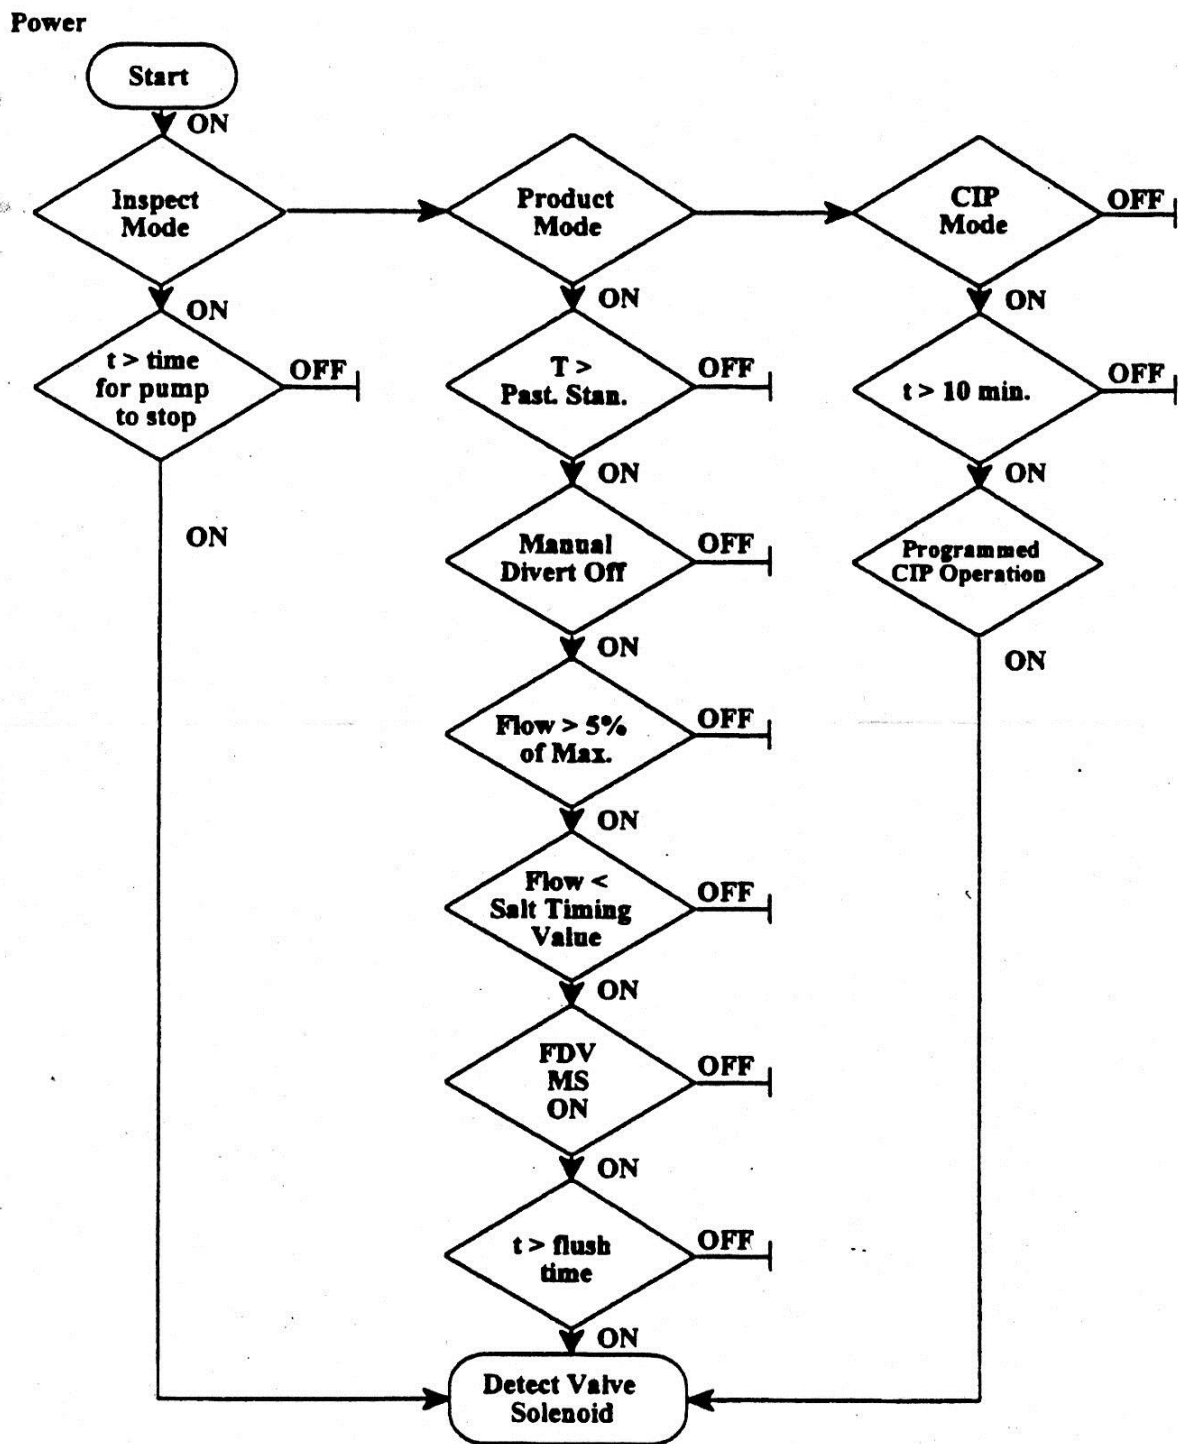 Power
Start
ON
Inspect
Mode
Product
Mode
CIP
Mode
OFF
ON
t > time
for pump
to stop
OFF
ON
ON
T >
Past. Stan.
OFF
ON
Manual
Divert Off
OFF
ON
Flow > 5%
of Max.
OFF
ON
Flow <
Salt Timing
Value
OFF
ON
FDV
MS
ON
OFF
ON
t > flush
time
OFF
ON
ON
t > 10 min.
OFF
ON
Programmed
CIP Operation
ON
Detect Valve
Solenoid